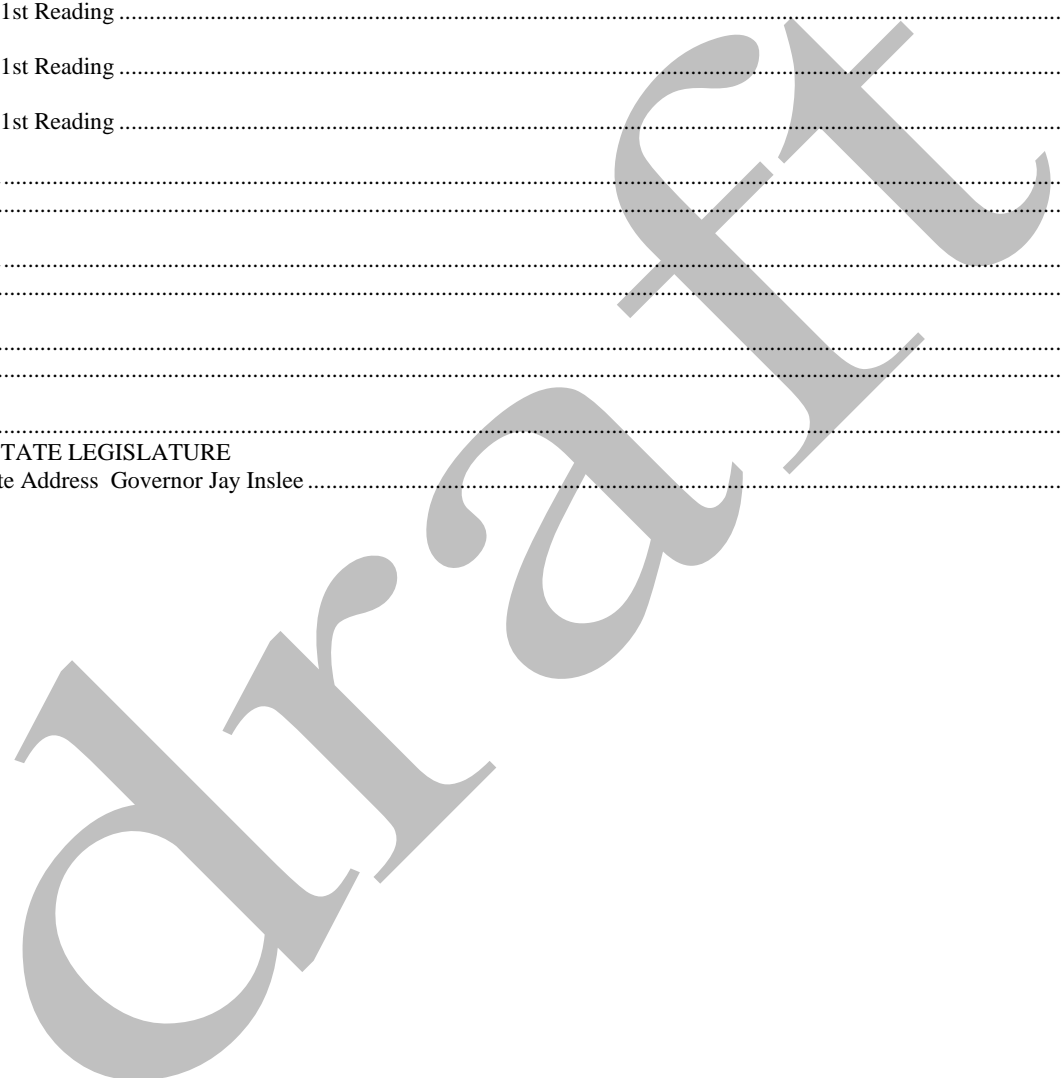 1st Reading ................................................................................
1st Reading ................................................................................
1st Reading ................................................................................
................................................................................
................................................................................
................................................................................
................................................................................
................................................................................
................................................................................
................................................................................
TATE LEGISLATURE
te Address Governor Jay Inslee ................................................................................
draft